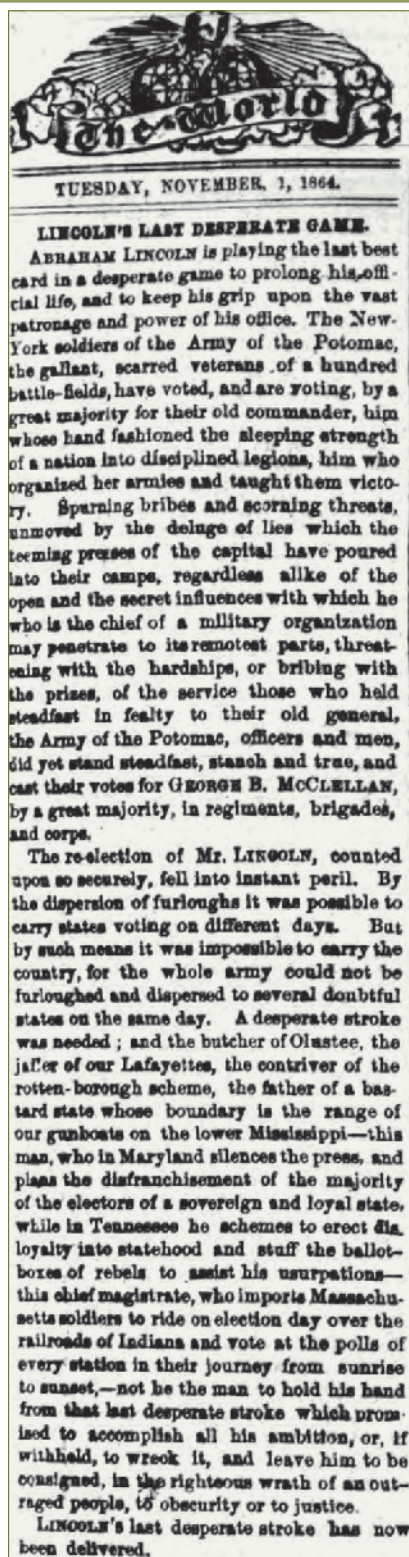 The World
TUESDAY, NOVEMBER, 1, 1864.
LINCOLN'S LAST DESPERATE GAME.
ABRAHAM LINCOLN is playing the last best
card in a desperate game to prolong his offi-
cial life, and to keep his grip upon the vast
patronage and power of his office. The New-
York soldiers of the Army of the Potomac,
the gallant, scarred veterans of a hundred
battle-fields, have voted, and are voting, by a
great majority for their old commander, him
whose hand fashioned the sleeping strength
of a nation into disciplined legions, him who
organized her armies and taught them victo-
ry. Spurning bribes and scorning threats,
unmoved by the deluge of lies which the
teeming presses of the capital have poured
into their camps, regardless alike of the
open and the secret influences with which he
who is the chief of a military organization
may penetrate to its remotest parts, threat-
ening with the hardships, or bribing with
the prizes, of the service those who held
steadfast in fealty to their old general,
the Army of the Potomac, officers and men,
did yet stand steadfast, stanch and true, and
cast their votes for GEORGE B. MCCLELLAN,
by a great majority, in regiments, brigades,
and corps.
The re-election of Mr. LINCOLN, counted
upon so securely, fell into instant peril. By
the dispersion of furloughs it was possible to
carry states voting on different days. But
by such means it was impossible to carry the
country, for the whole army could not be
furloughed and dispersed to several doubtful
states on the same day. A desperate stroke
was needed; and the butcher of Olustee, the
jailer of our Lafayettes, the contriver of the
rotten-borough scheme, the father of a bas-
tard state whose boundary is the range of
our gunboats on the lower Mississippi—this
man, who in Maryland silences the press, and
plans the disfranchisement of the majority
of the electors of a sovereign and loyal state,
while in Tennessee he schemes to erect dis-
loyalty into statehood and stuff the ballot-
boxes of rebels to assist his usurpations—
this chief magistrate, who imports Massachu-
setts soldiers to ride on election day over the
railroads of Indiana and vote at the polls of
every station in their journey from sunrise
to sunset,—not he the man to hold his hand
from that last desperate stroke which prom-
ised to accomplish all his ambition, or, if
withheld, to wreck it, and leave him to be
consigned, in the righteous wrath of an out-
raged people, to obscurity or to justice.
LINCOLN'S last desperate stroke has now
been delivered.